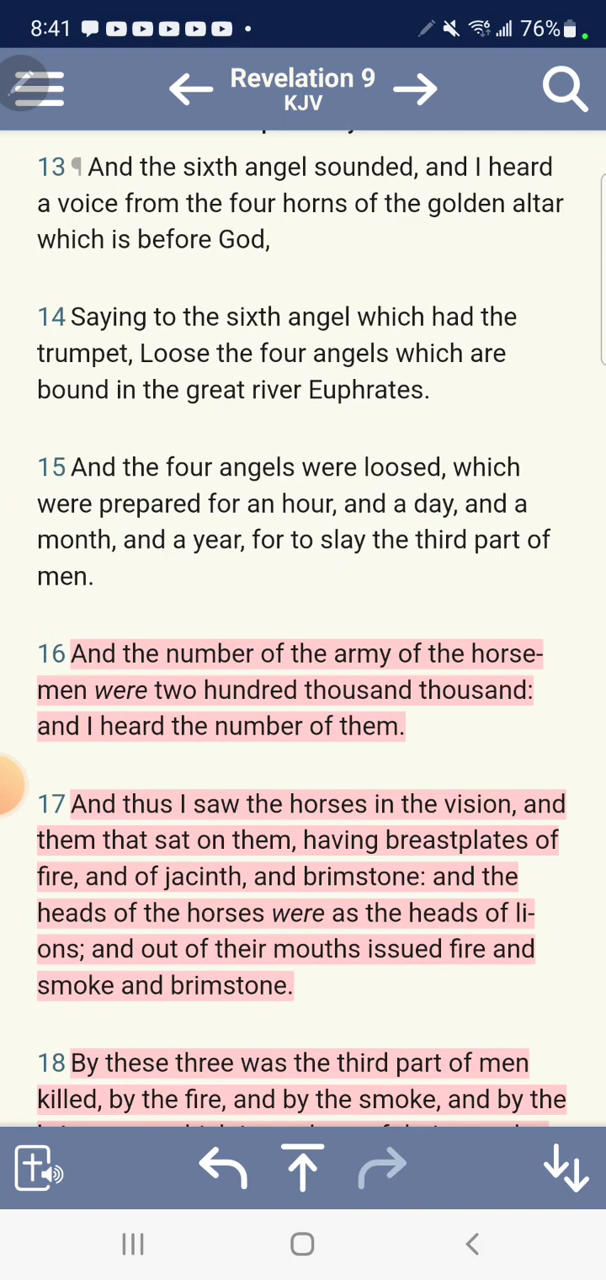 8:41
76%
Revelation 9
KJV
13 ¶ And the sixth angel sounded, and I heard
a voice from the four horns of the golden altar
which is before God,
14 Saying to the sixth angel which had the
trumpet, Loose the four angels which are
bound in the great river Euphrates.
15 And the four angels were loosed, which
were prepared for an hour, and a day, and a
month, and a year, for to slay the third part of
men.
16 And the number of the army of the horse-
men were two hundred thousand thousand:
and I heard the number of them.
17 And thus I saw the horses in the vision, and
them that sat on them, having breastplates of
fire, and of jacinth, and brimstone: and the
heads of the horses were as the heads of li-
ons; and out of their mouths issued fire and
smoke and brimstone.
18 By these three was the third part of men
killed, by the fire, and by the smoke, and by the